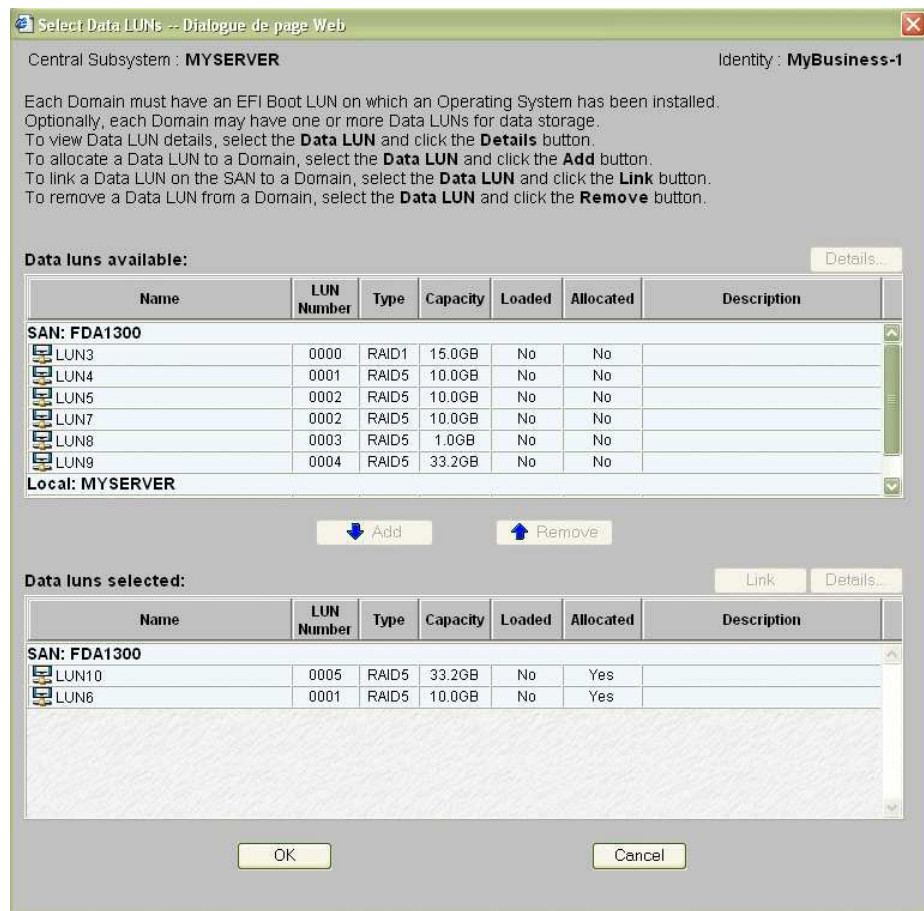 Select Data LUNs -- Dialogue de page Web
Central Subsystem : MYSERVER Identity : MyBusiness-1
Each Domain must have an EFI Boot LUN on which an Operating System has been installed.
Optionally, each Domain may have one or more Data LUNs for data storage.
To view Data LUN details, select the Data LUN and click the Details button.
To allocate a Data LUN to a Domain, select the Data LUN and click the Add button.
To link a Data LUN on the SAN to a Domain, select the Data LUN and click the Link button.
To remove a Data LUN from a Domain, select the Data LUN and click the Remove button.
Data luns available: Details...
Name LUN Number Type Capacity Loaded Allocated Description
SAN: FDA1300
LUN3 0000 RAID1 15.0GB No No
LUN4 0001 RAID5 10.0GB No No
LUN5 0002 RAID5 10.0GB No No
LUN7 0002 RAID5 10.0GB No No
LUN8 0003 RAID5 1.0GB No No
LUN9 0004 RAID5 33.2GB No No
Local: MYSERVER
Add Remove
Data luns selected: Link Details...
Name LUN Number Type Capacity Loaded Allocated Description
SAN: FDA1300
LUN10 0005 RAID5 33.2GB No Yes
LUN6 0001 RAID5 10.0GB No Yes
OK Cancel